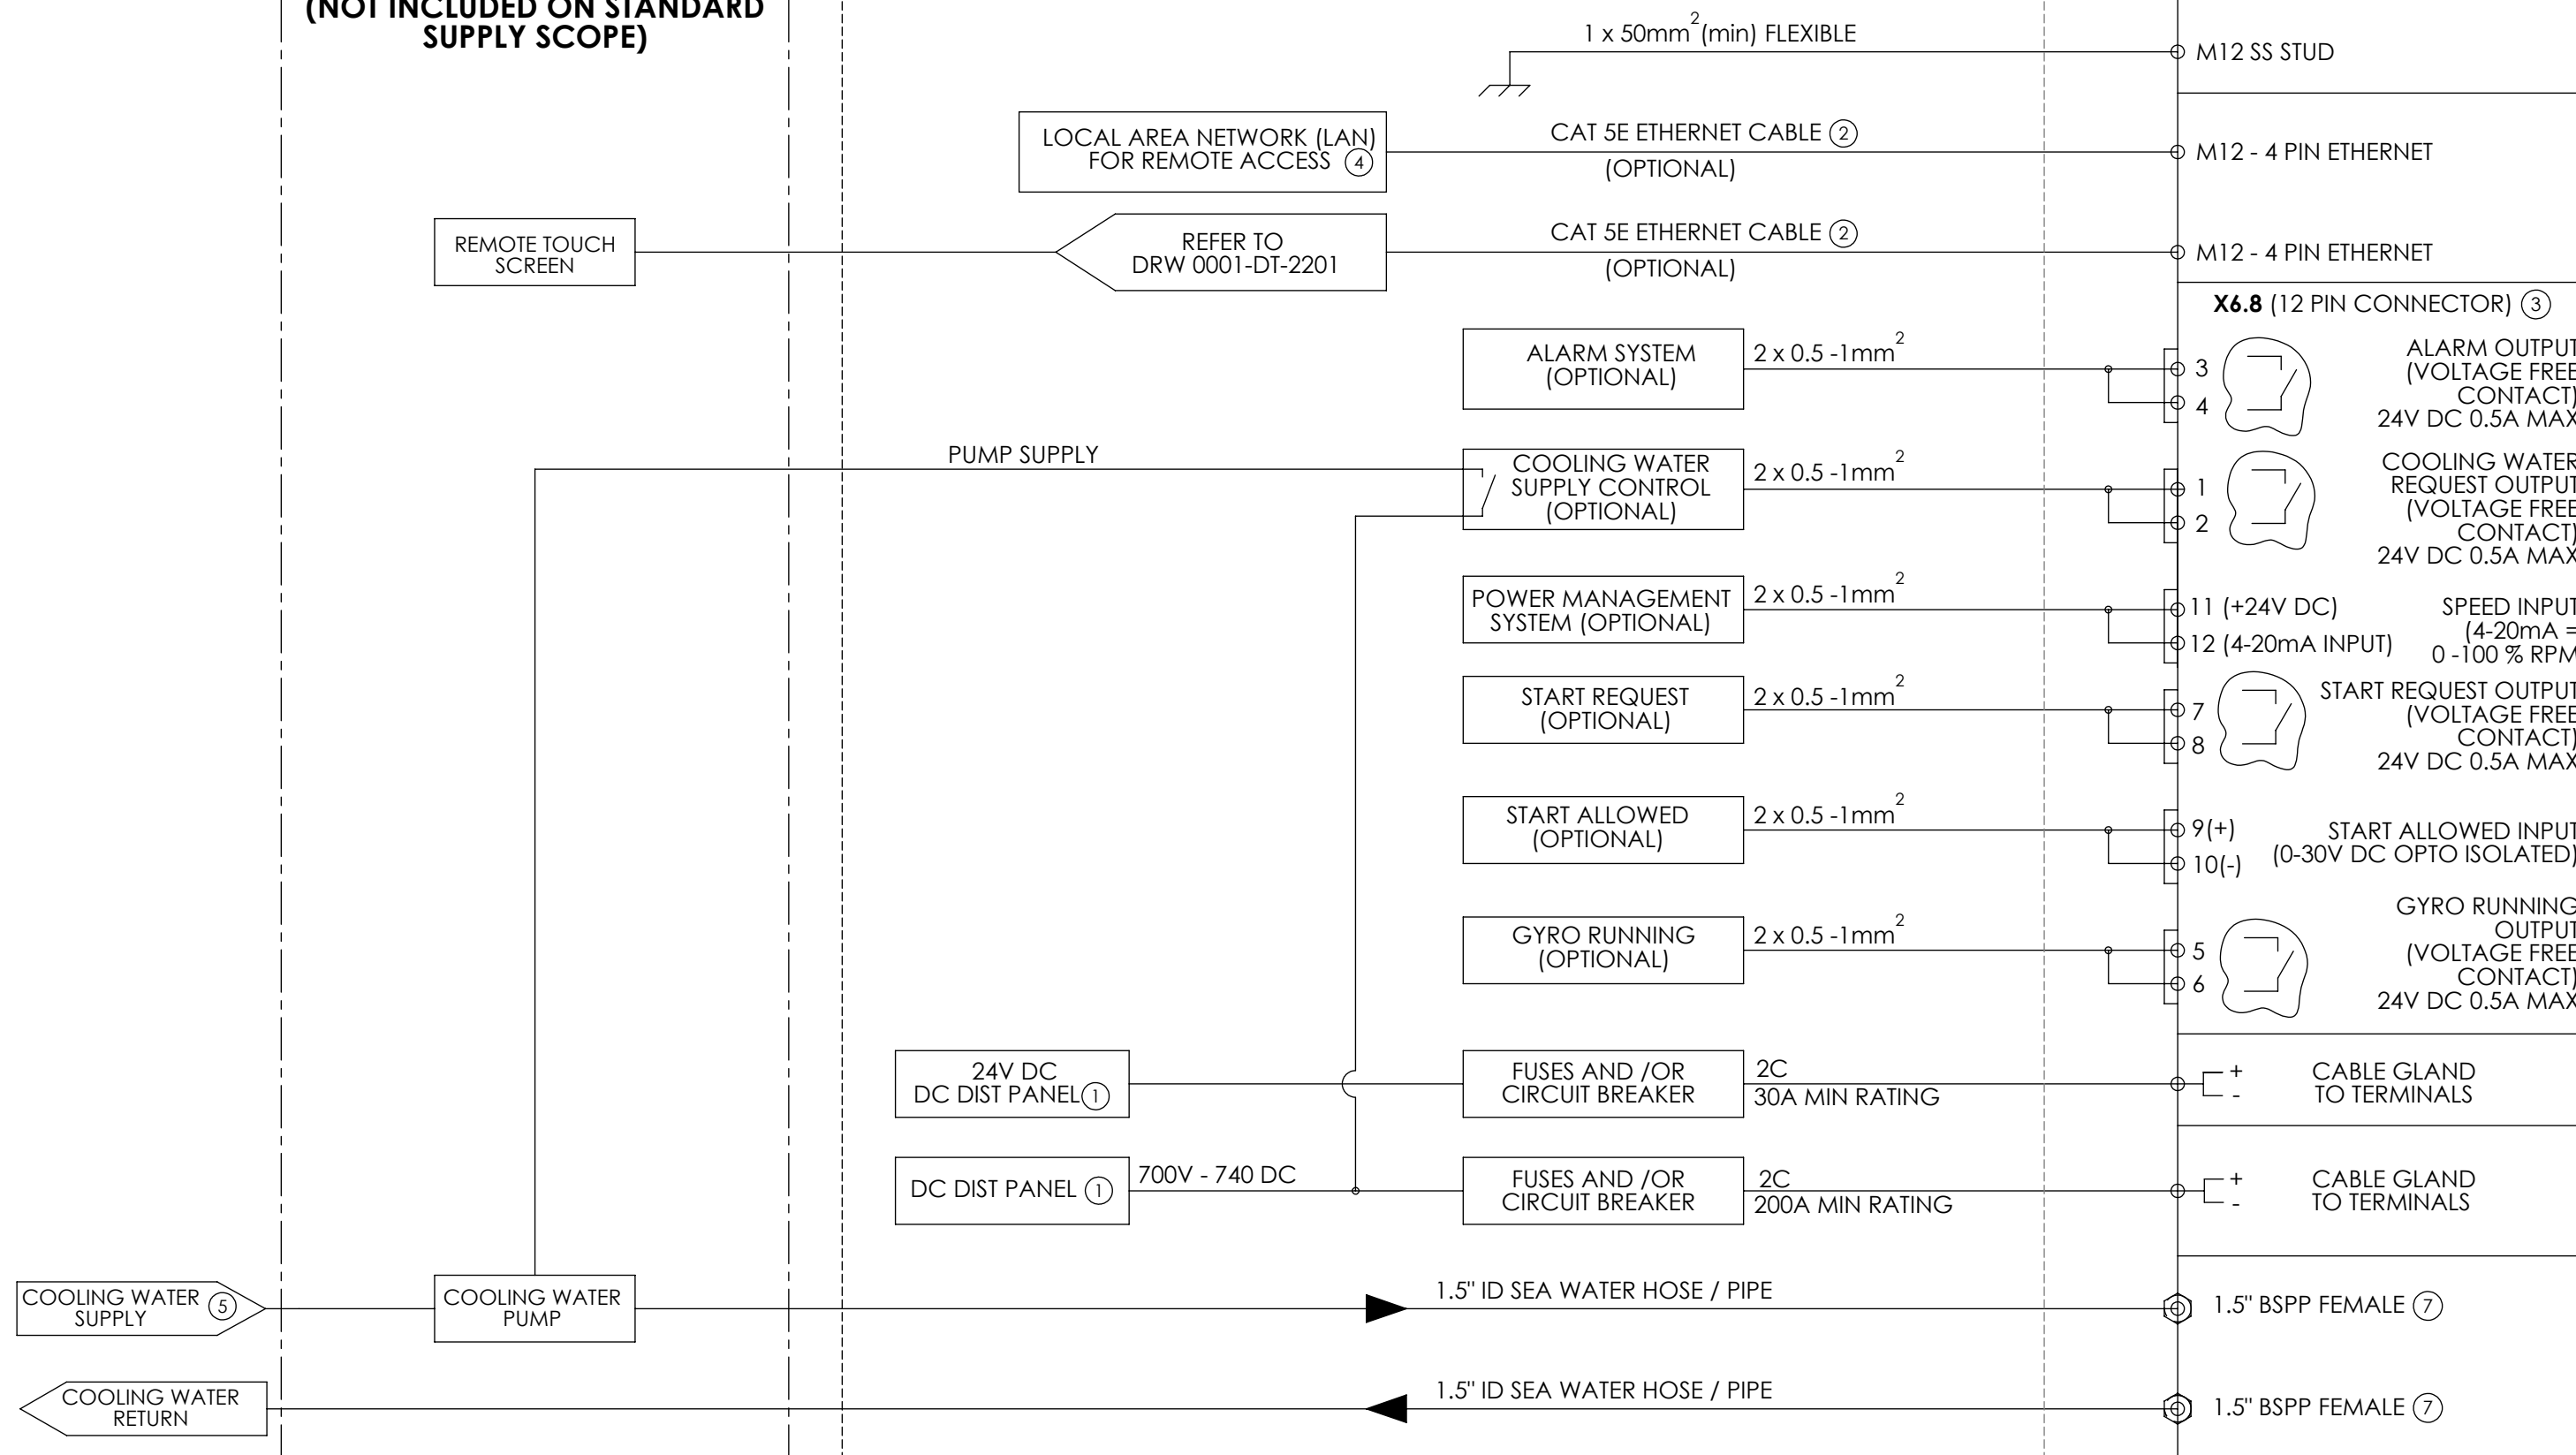 (NOT INCLUDED ON STANDARD
SUPPLY SCOPE)
1 x 50mm²(min) FLEXIBLE
M12 SS STUD
LOCAL AREA NETWORK (LAN)
FOR REMOTE ACCESS 4
CAT 5E ETHERNET CABLE 2
(OPTIONAL)
M12 - 4 PIN ETHERNET
REMOTE TOUCH
SCREEN
REFER TO
DRW 0001-DT-2201
CAT 5E ETHERNET CABLE 2
(OPTIONAL)
M12 - 4 PIN ETHERNET
X6.8 (12 PIN CONNECTOR) 3
ALARM SYSTEM
(OPTIONAL)
2 x 0.5 -1mm²
3
4
ALARM OUTPUT
(VOLTAGE FREE
CONTACT)
24V DC 0.5A MAX
PUMP SUPPLY
COOLING WATER
SUPPLY CONTROL
(OPTIONAL)
2 x 0.5 -1mm²
1
2
COOLING WATER
REQUEST OUTPUT
(VOLTAGE FREE
CONTACT)
24V DC 0.5A MAX
POWER MANAGEMENT
SYSTEM (OPTIONAL)
2 x 0.5 -1mm²
11 (+24V DC)
12 (4-20mA INPUT)
SPEED INPUT
(4-20mA =
0 -100 % RPM
START REQUEST
(OPTIONAL)
2 x 0.5 -1mm²
7
8
START REQUEST OUTPUT
(VOLTAGE FREE
CONTACT)
24V DC 0.5A MAX
START ALLOWED
(OPTIONAL)
2 x 0.5 -1mm²
9(+)
10(-)
START ALLOWED INPUT
(0-30V DC OPTO ISOLATED)
GYRO RUNNING
(OPTIONAL)
2 x 0.5 -1mm²
5
6
GYRO RUNNING
OUTPUT
(VOLTAGE FREE
CONTACT)
24V DC 0.5A MAX
24V DC
DC DIST PANEL 1
FUSES AND /OR
CIRCUIT BREAKER
2C
30A MIN RATING
+
-
CABLE GLAND
TO TERMINALS
DC DIST PANEL 1
700V - 740 DC
FUSES AND /OR
CIRCUIT BREAKER
2C
200A MIN RATING
+
-
CABLE GLAND
TO TERMINALS
COOLING WATER 5
SUPPLY
COOLING WATER
PUMP
1.5" ID SEA WATER HOSE / PIPE
1.5" BSPP FEMALE 7
COOLING WATER
RETURN
1.5" ID SEA WATER HOSE / PIPE
1.5" BSPP FEMALE 7